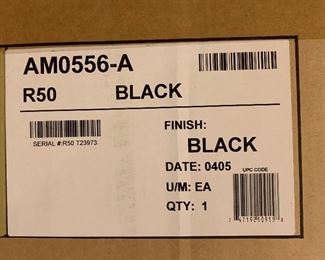 AM0556-A
R50 BLACK
SERIAL #:R50 T23973
FINISH:
BLACK
DATE: 0405
U/M: EA
QTY: 1
UPC CODE